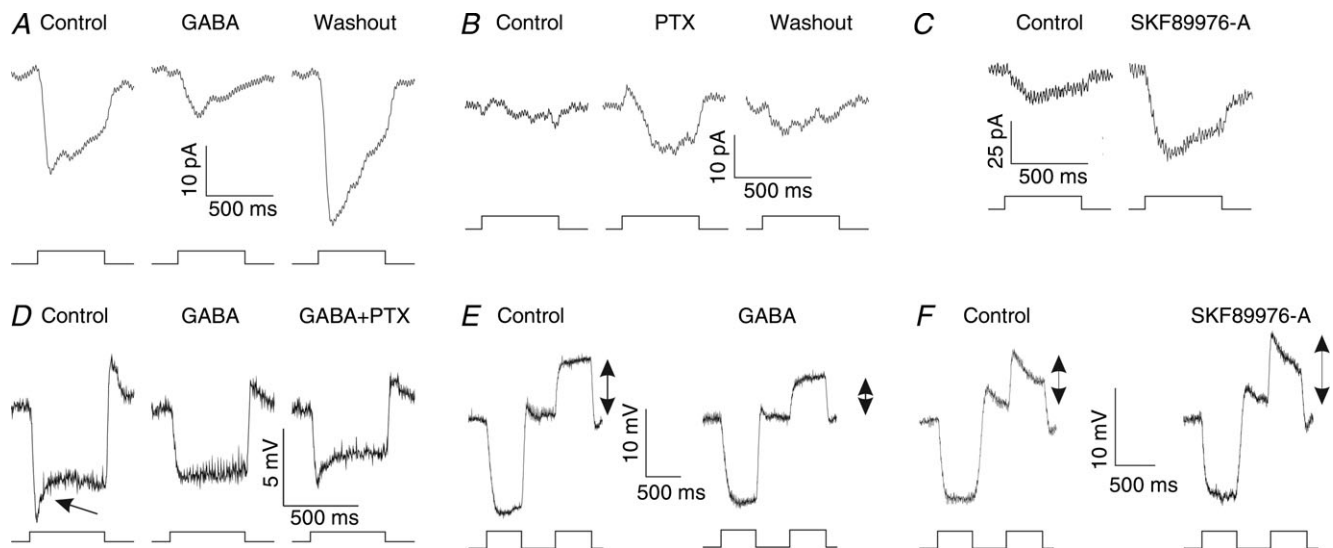 A Control GABA Washout
10 pA
500 ms
B Control PTX Washout
10 pA
500 ms
C Control SKF89976-A
25 pA
500 ms
D Control GABA GABA+PTX
5 mV
500 ms
E Control GABA
10 mV
500 ms
F Control SKF89976-A
10 mV
500 ms